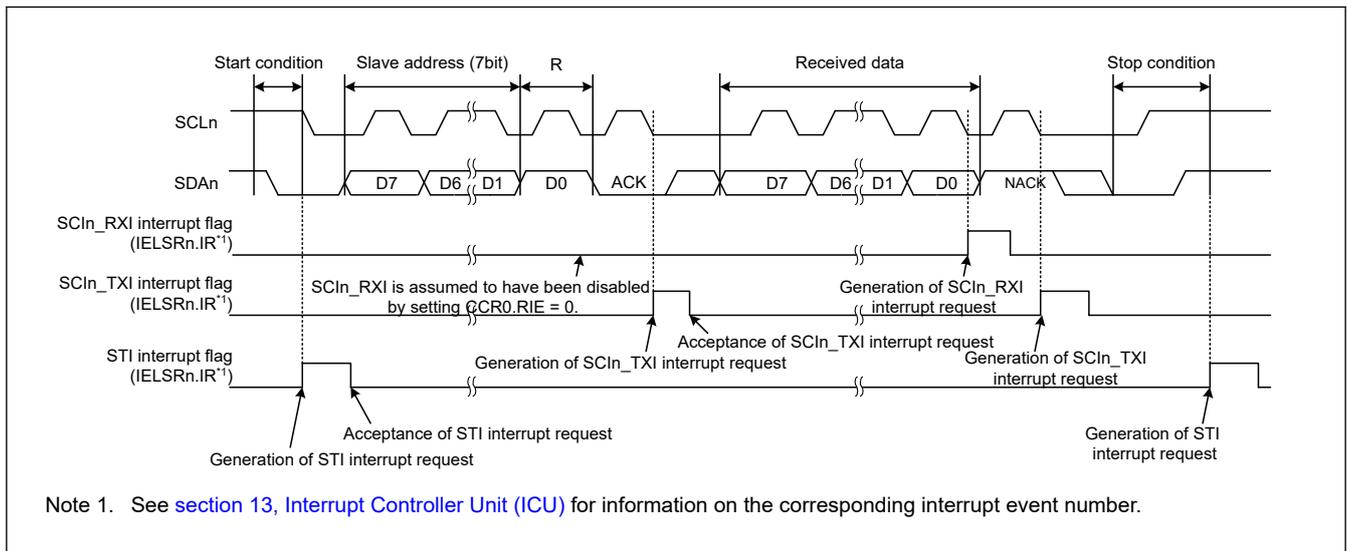 Start condition
Slave address (7bit)
R
Received data
Stop condition
SCLn
SDAn
D7
D6
D1
D0
ACK
D7
D6
D1
D0
NACK
SCIn_RXI interrupt flag
(IELSRn.IR*1)
SCIn_TXI interrupt flag
(IELSRn.IR*1)
SCIn_RXI is assumed to have been disabled
by setting CCR0.RIE = 0.
Generation of SCIn_RXI
interrupt request
Acceptance of SCIn_TXI interrupt request
Generation of SCIn_TXI interrupt request
Generation of SCIn_TXI
interrupt request
STI interrupt flag
(IELSRn.IR*1)
Acceptance of STI interrupt request
Generation of STI interrupt request
Generation of STI
interrupt request
Note 1. See section 13, Interrupt Controller Unit (ICU) for information on the corresponding interrupt event number.